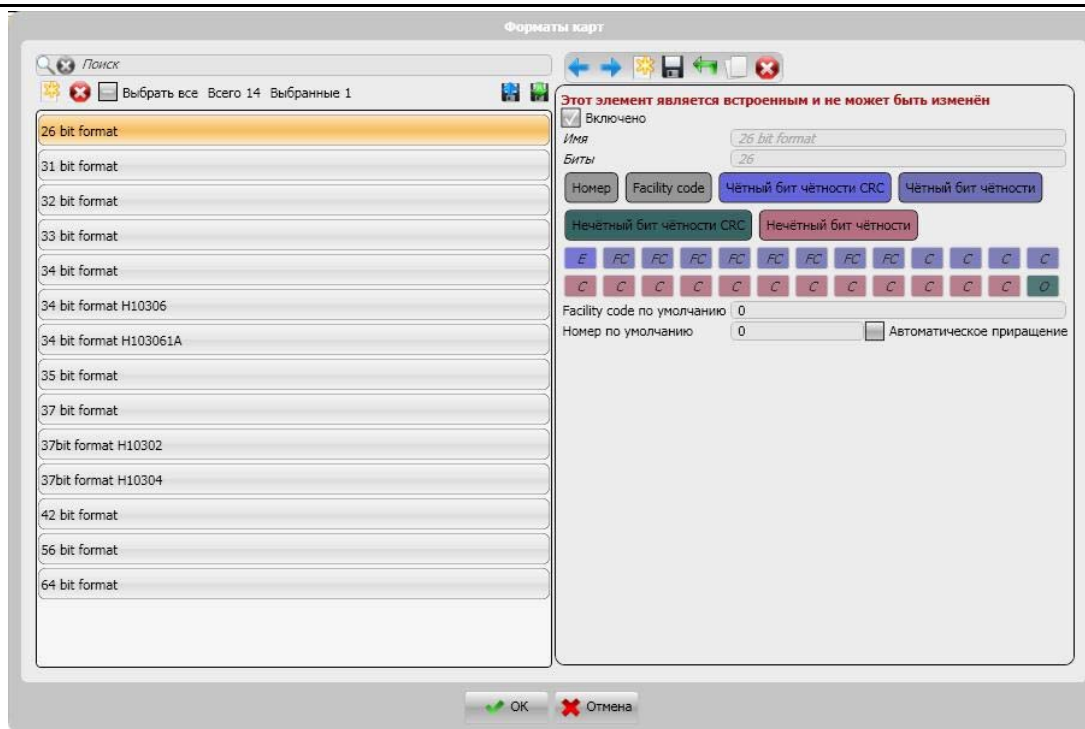 Форматы карт
Поиск
Выбрать все Всего 14 Выбранные 1
26 bit format
31 bit format
32 bit format
33 bit format
34 bit format
34 bit format H10306
34 bit format H103061A
35 bit format
37 bit format
37bit format H10302
37bit format H10304
42 bit format
56 bit format
64 bit format
Этот элемент является встроенным и не может быть изменён
Включено
Имя 26 bit format
Биты 26
Номер Facility code Чётный бит чётности CRC Чётный бит чётности
Нечётный бит чётности CRC Нечётный бит чётности
E FC FC FC FC FC FC FC FC C C C C
C C C C C C C C C C C C O
Facility code по умолчанию 0
Номер по умолчанию 0 Автоматическое приращение
OK Отмена